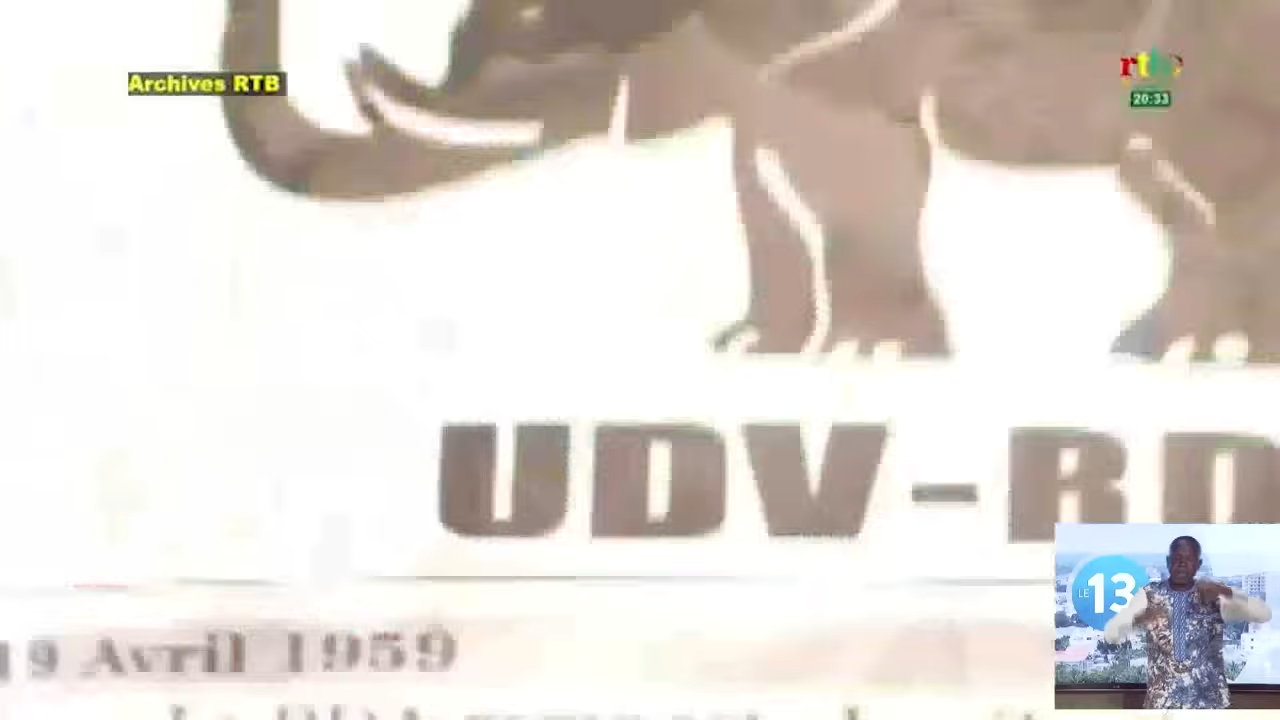 Archives RTB
rtb
20:33
UDV-RD
LE 13
19 Avril 1959